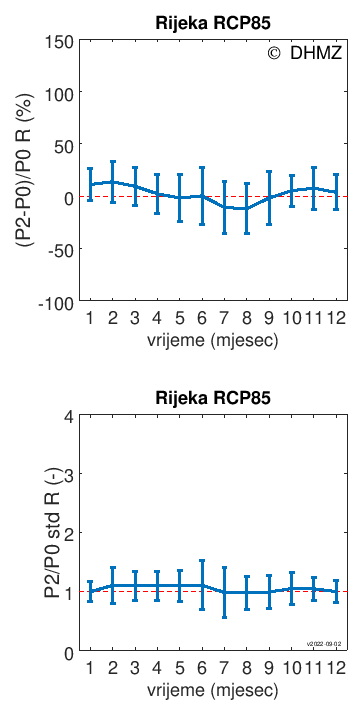 Rijeka RCP85
© DHMZ
(P2-P0)/P0 R (%)
150
100
50
0
-50
-100
1 2 3 4 5 6 7 8 9 10 11 12
vrijeme (mjesec)
Rijeka RCP85
P2/P0 std R (-)
4
3
2
1
0
v2022-09-02
1 2 3 4 5 6 7 8 9 10 11 12
vrijeme (mjesec)